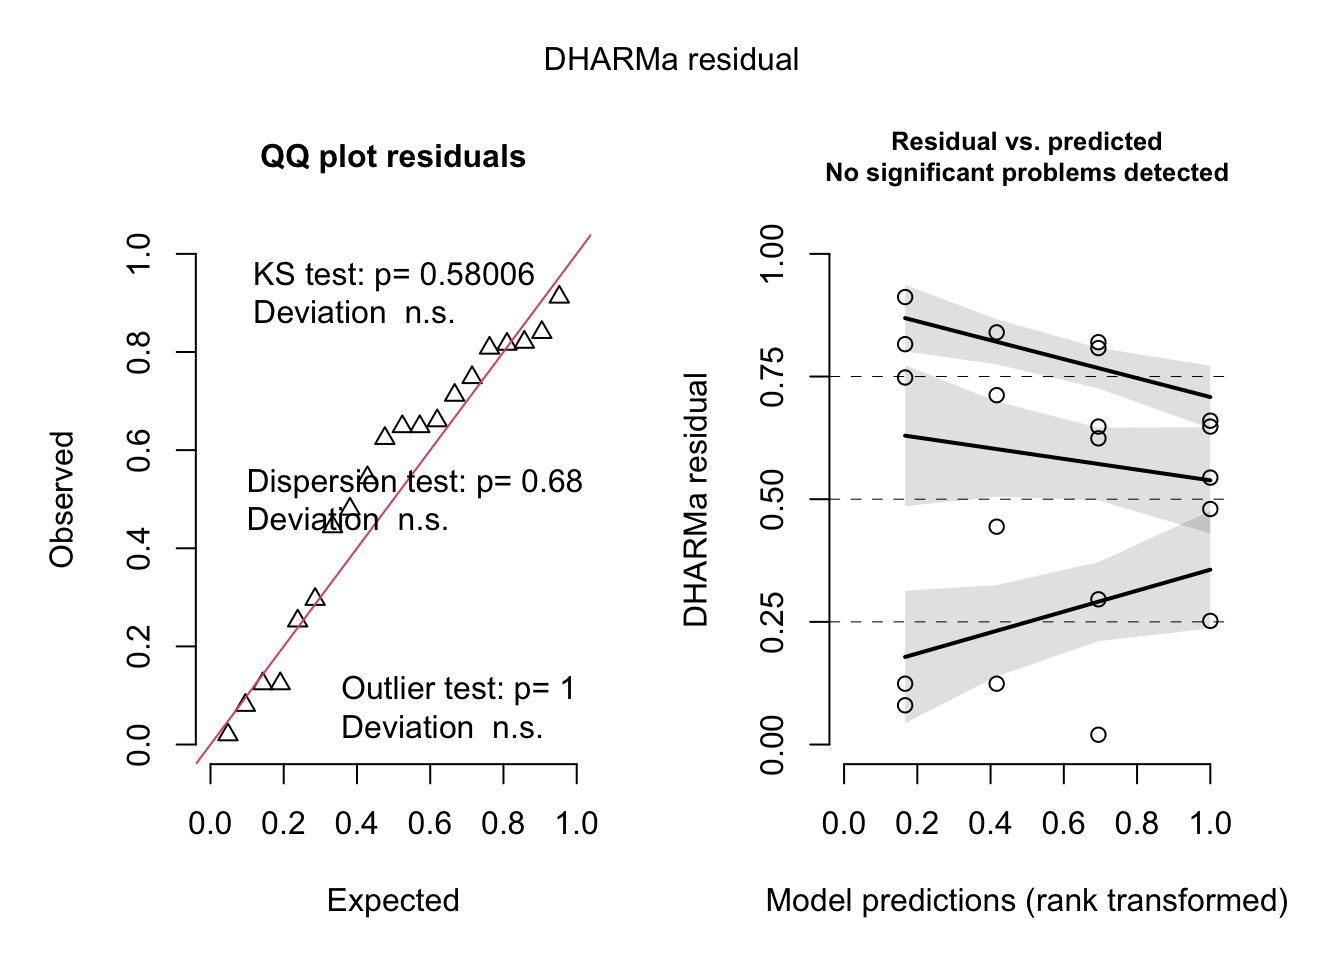 DHARMa residual
QQ plot residuals
KS test: p= 0.58006
Deviation  n.s.
Dispersion test: p= 0.68
Deviation  n.s.
Outlier test: p= 1
Deviation  n.s.
Observed
0.0 0.2 0.4 0.6 0.8 1.0
0.0 0.2 0.4 0.6 0.8 1.0
Expected
Residual vs. predicted
No significant problems detected
DHARMa residual
0.00 0.25 0.50 0.75 1.00
0.0 0.2 0.4 0.6 0.8 1.0
Model predictions (rank transformed)